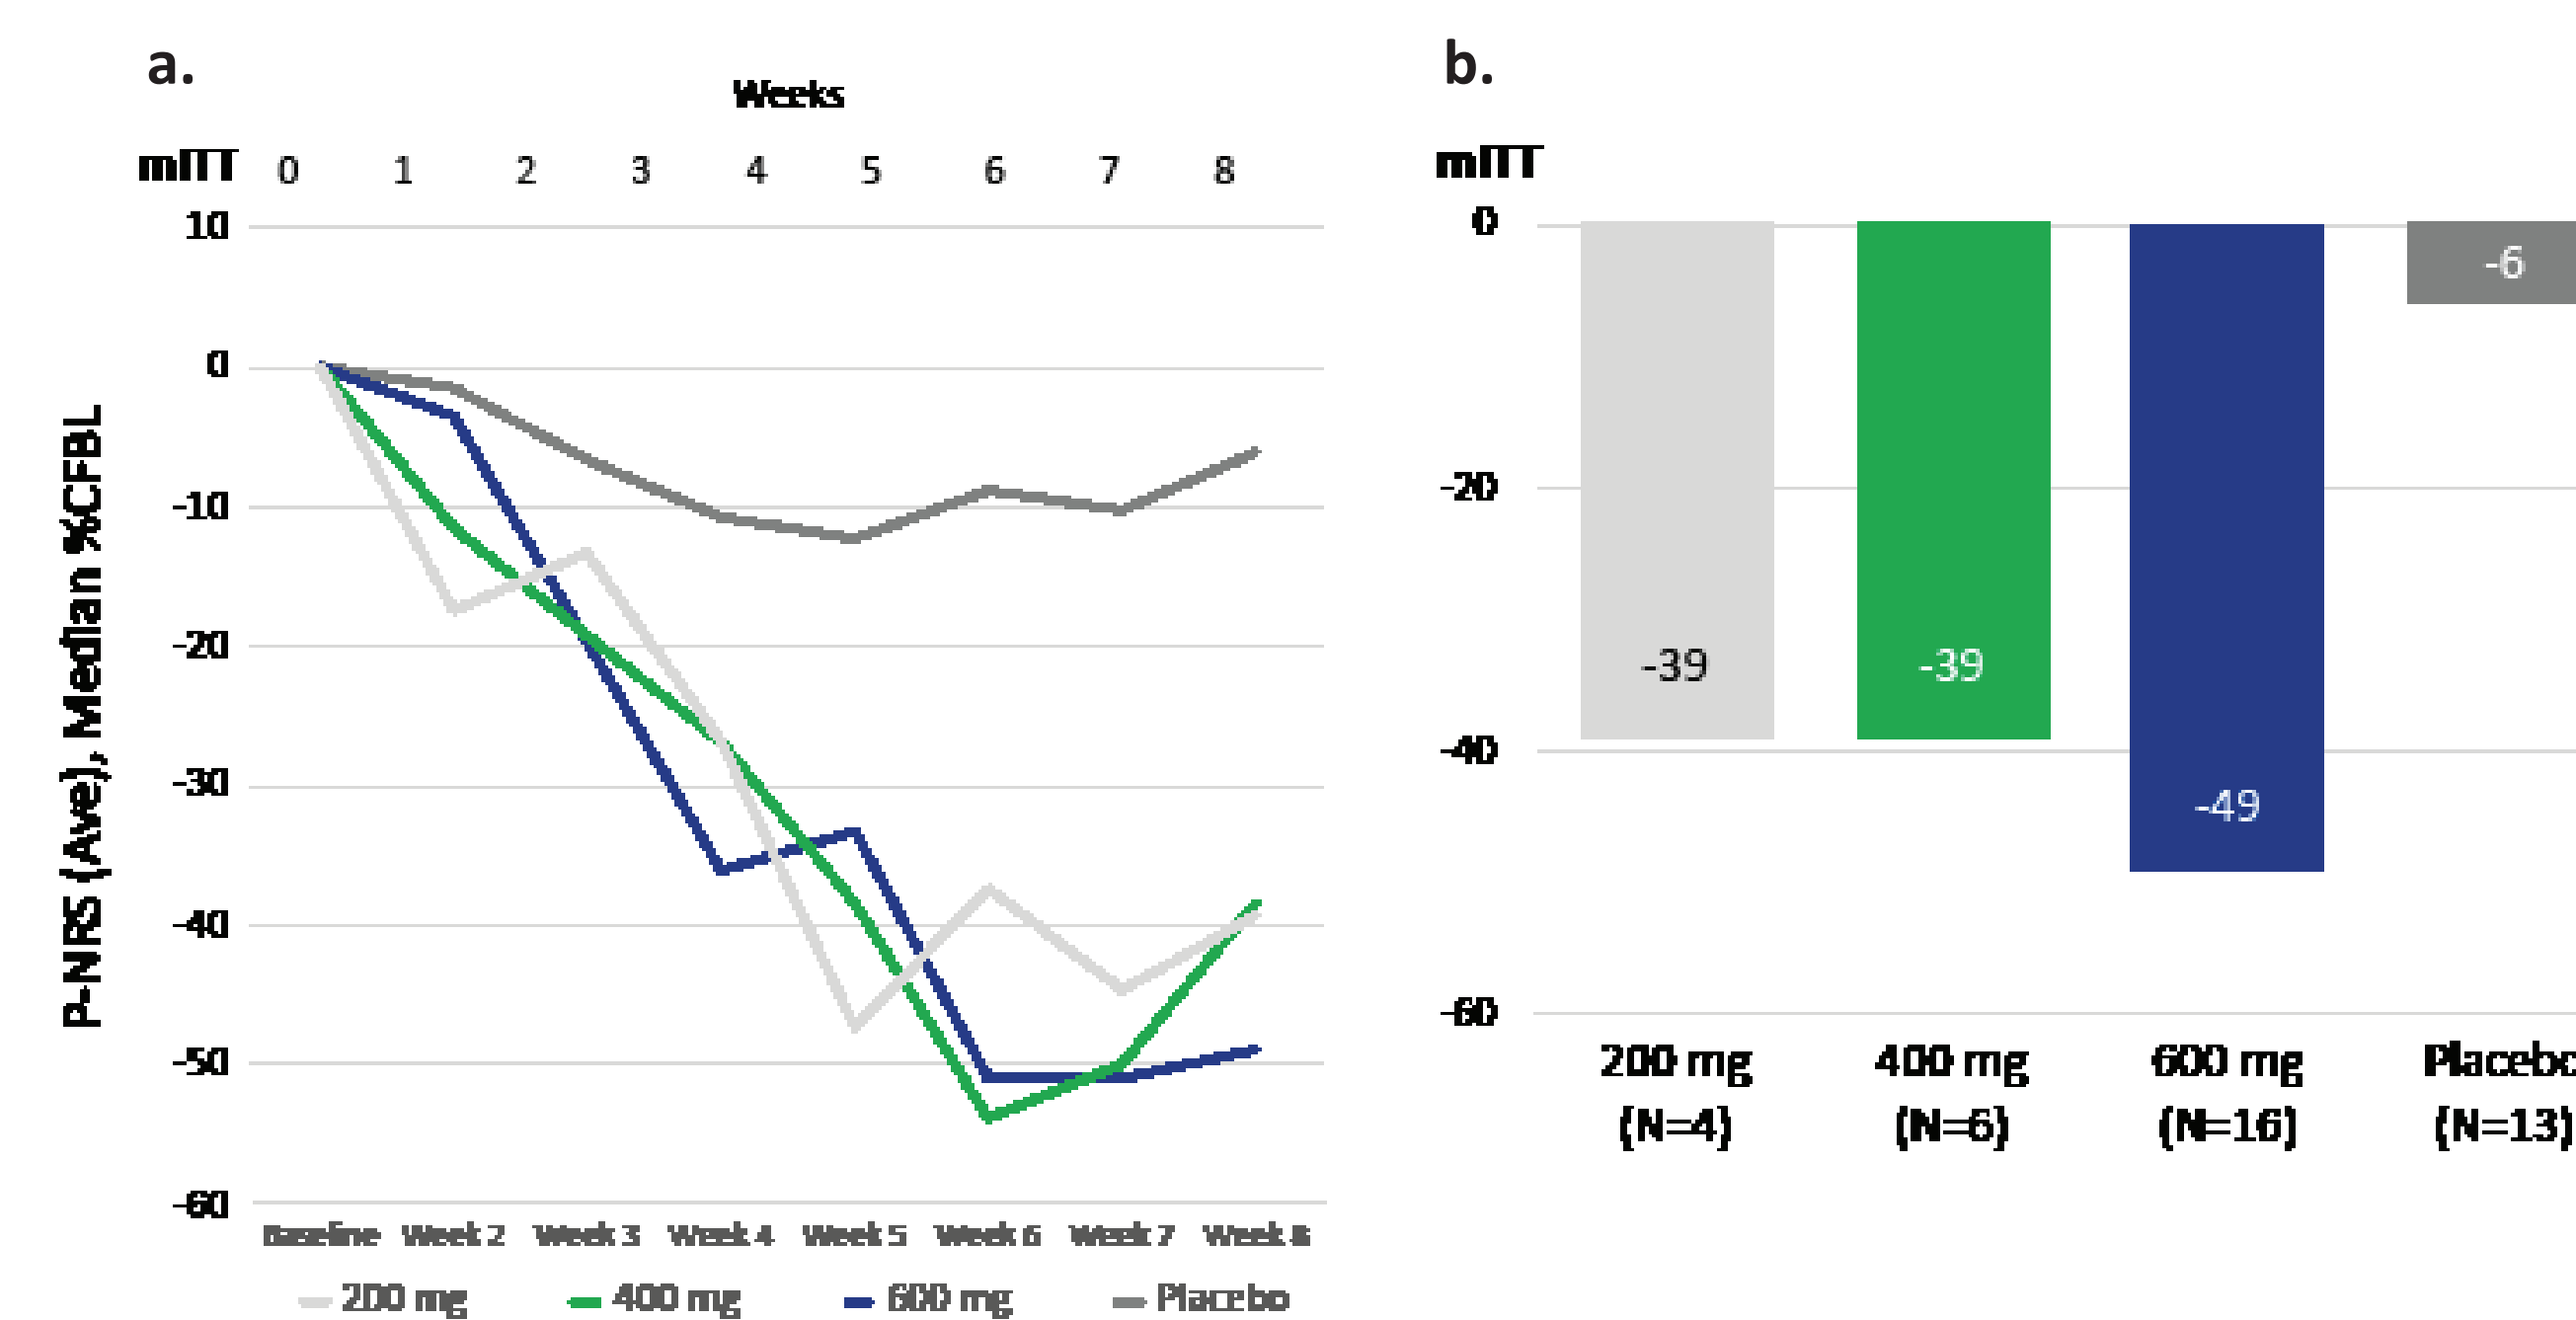 a.
Weeks
mITT 0 1 2 3 4 5 6 7 8
10
0
-10
-20
-30
-40
-50
-60
P-NRS (Ave), Median %CFBL
Baseline Week 2 Week 3 Week 4 Week 5 Week 6 Week 7 Week 8
200 mg 400 mg 600 mg Placebo
b.
mITT
0
-20
-40
-60
-39 -39 -49 -6
200 mg 400 mg 600 mg Placebo
(N=4) (N=6) (N=16) (N=13)